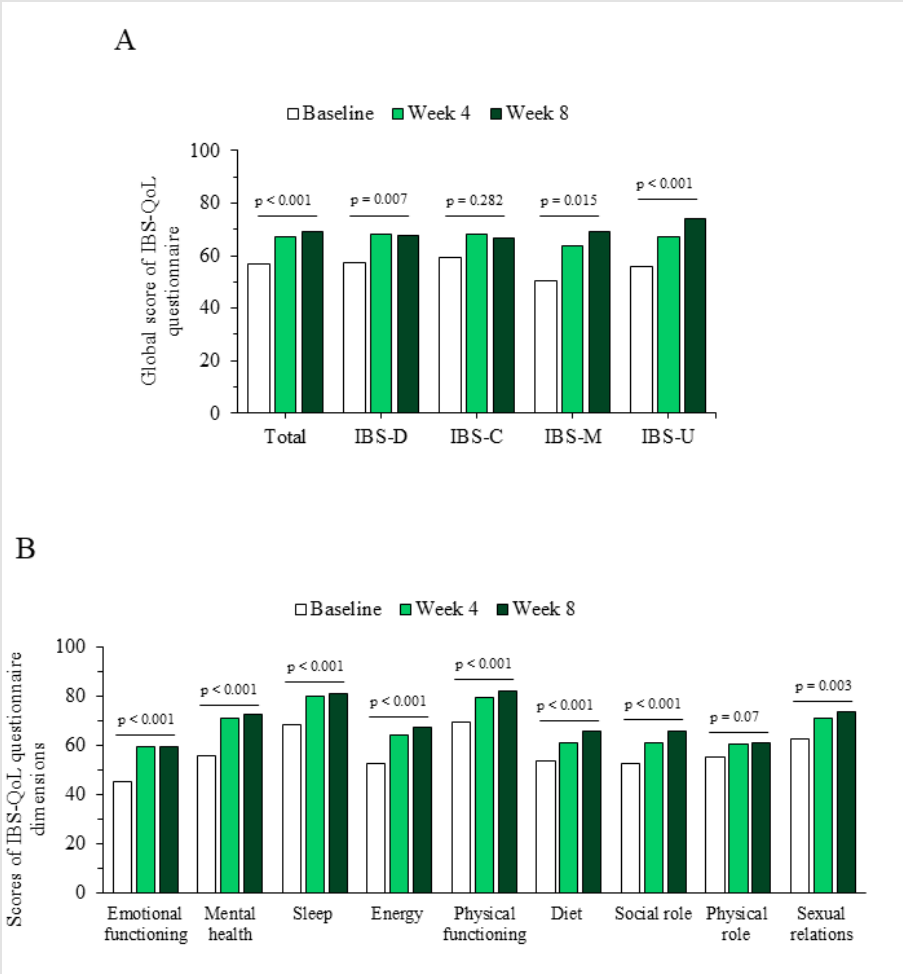 A
Baseline Week 4 Week 8
Global score of IBS-QoL
questionnaire
100
80
60
40
20
0
p < 0.001
p = 0.007
p = 0.282
p = 0.015
p < 0.001
Total IBS-D IBS-C IBS-M IBS-U
B
Baseline Week 4 Week 8
Scores of IBS-QoL questionnaire
dimensions
100
80
60
40
20
0
p < 0.001
p < 0.001
p < 0.001
p < 0.001
p < 0.001
p < 0.001
p < 0.001
p = 0.07
p = 0.003
Emotional
functioning
Mental
health
Sleep
Energy
Physical
functioning
Diet
Social role
Physical
role
Sexual
relations